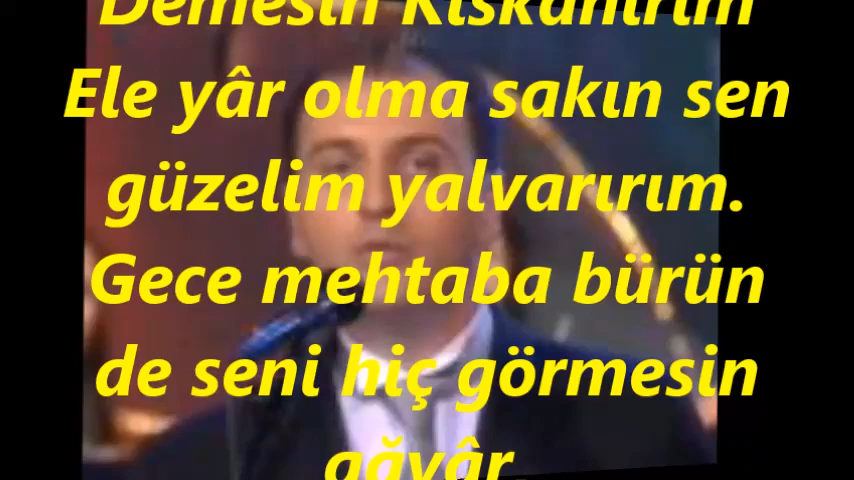 Demesin Kıskanırım
Ele yâr olma sakın sen
güzelim yalvarırım.
Gece mehtaba bürün
de seni hiç görmesin
ağyâr